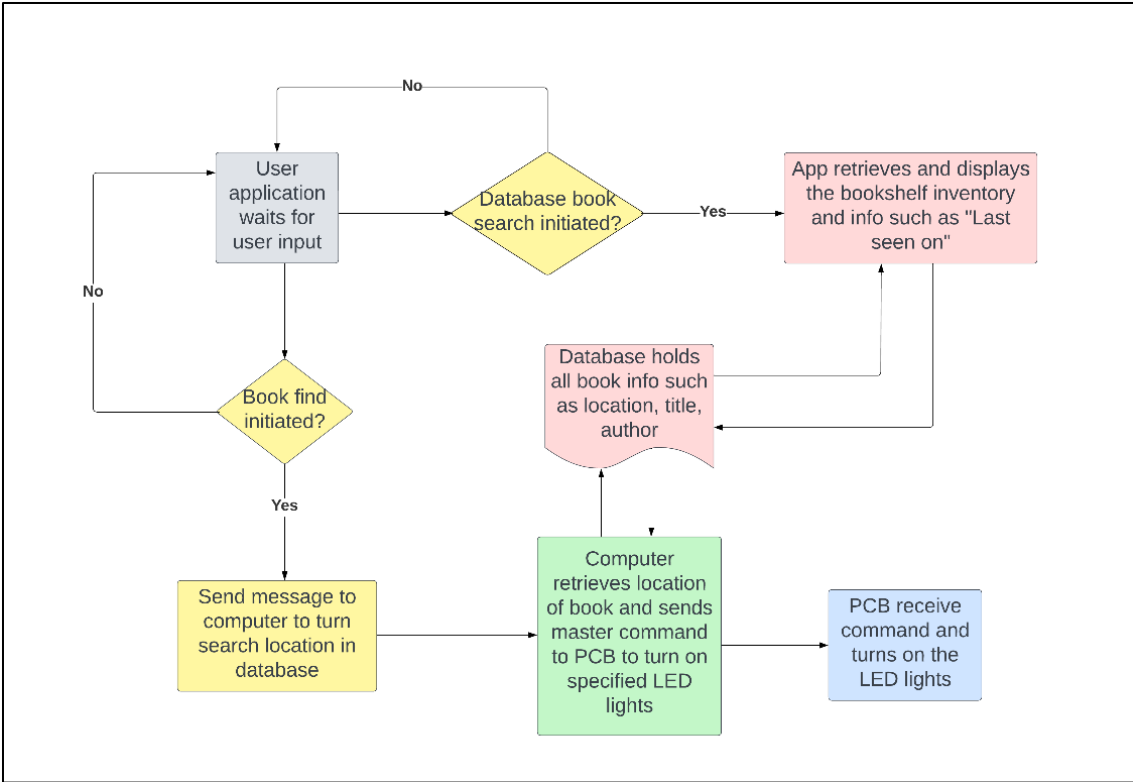 No
User
application
waits for
user input
Database book
search initiated?
Yes
App retrieves and displays
the bookshelf inventory
and info such as "Last
seen on"
No
Database holds
all book info such
as location, title,
author
Book find
initiated?
Yes
Send message to
computer to turn
search location in
database
Computer
retrieves location
of book and sends
master command
to PCB to turn on
specified LED
lights
PCB receive
command and
turns on the
LED lights